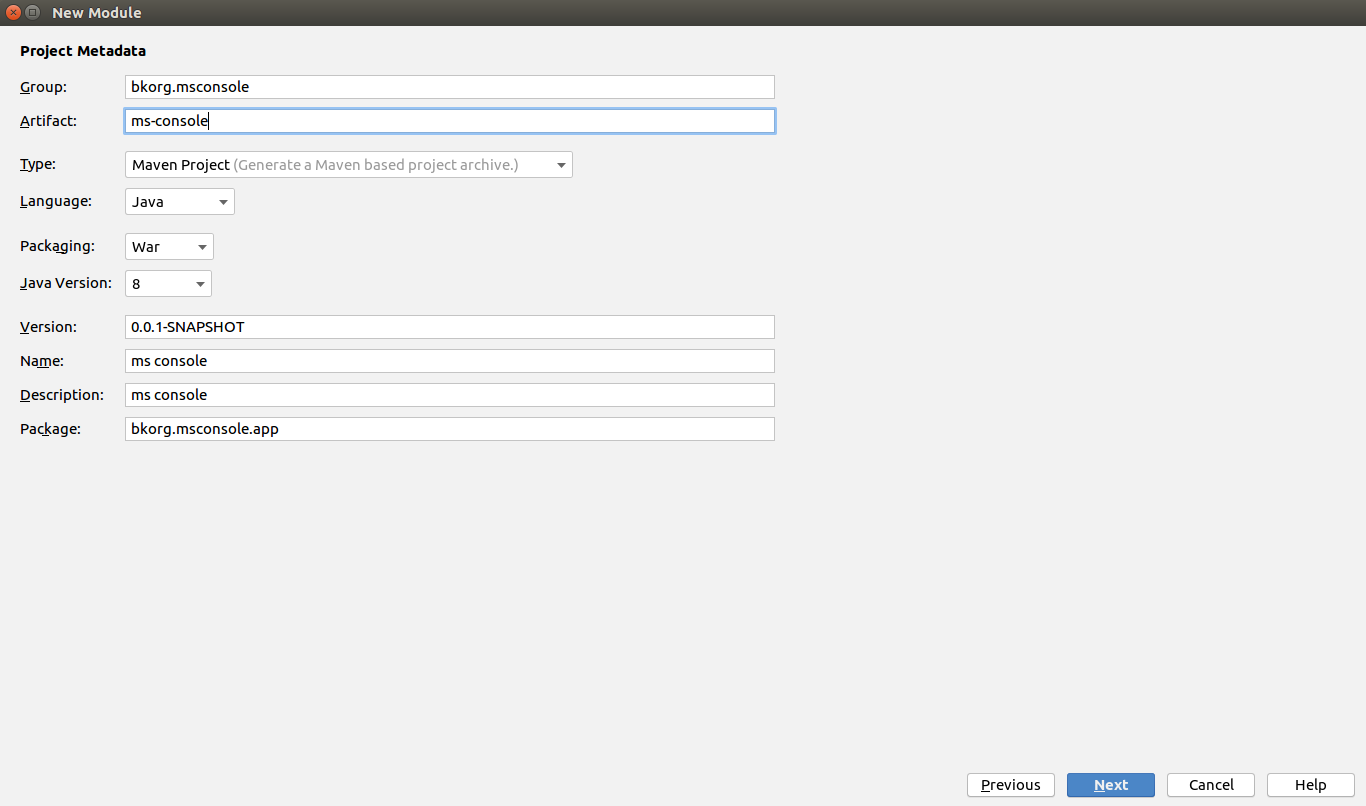 New Module
Project Metadata
Group: bkorg.msconsole
Artifact: ms-console
Type: Maven Project (Generate a Maven based project archive.)
Language: Java
Packaging: War
Java Version: 8
Version: 0.0.1-SNAPSHOT
Name: ms console
Description: ms console
Package: bkorg.msconsole.app
Previous Next Cancel Help